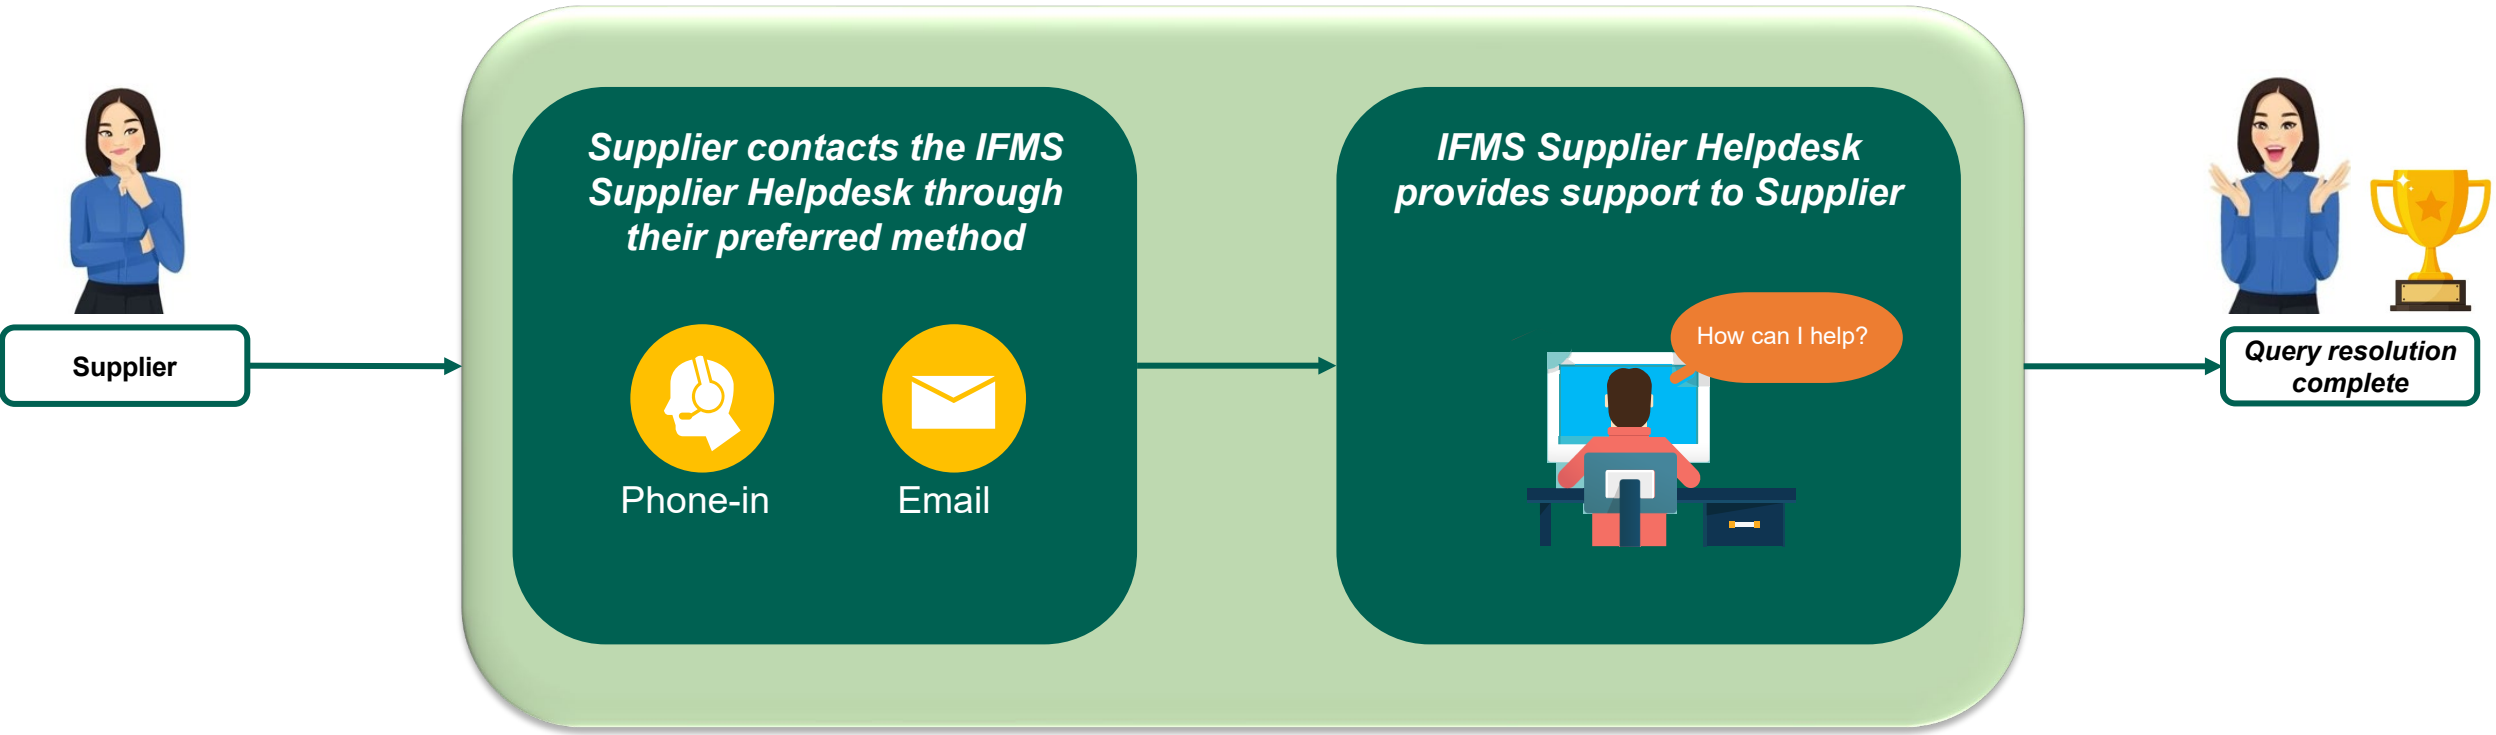 Supplier
Supplier contacts the IFMS
Supplier Helpdesk through
their preferred method
Phone-in
Email
IFMS Supplier Helpdesk
provides support to Supplier
How can I help?
Query resolution
complete